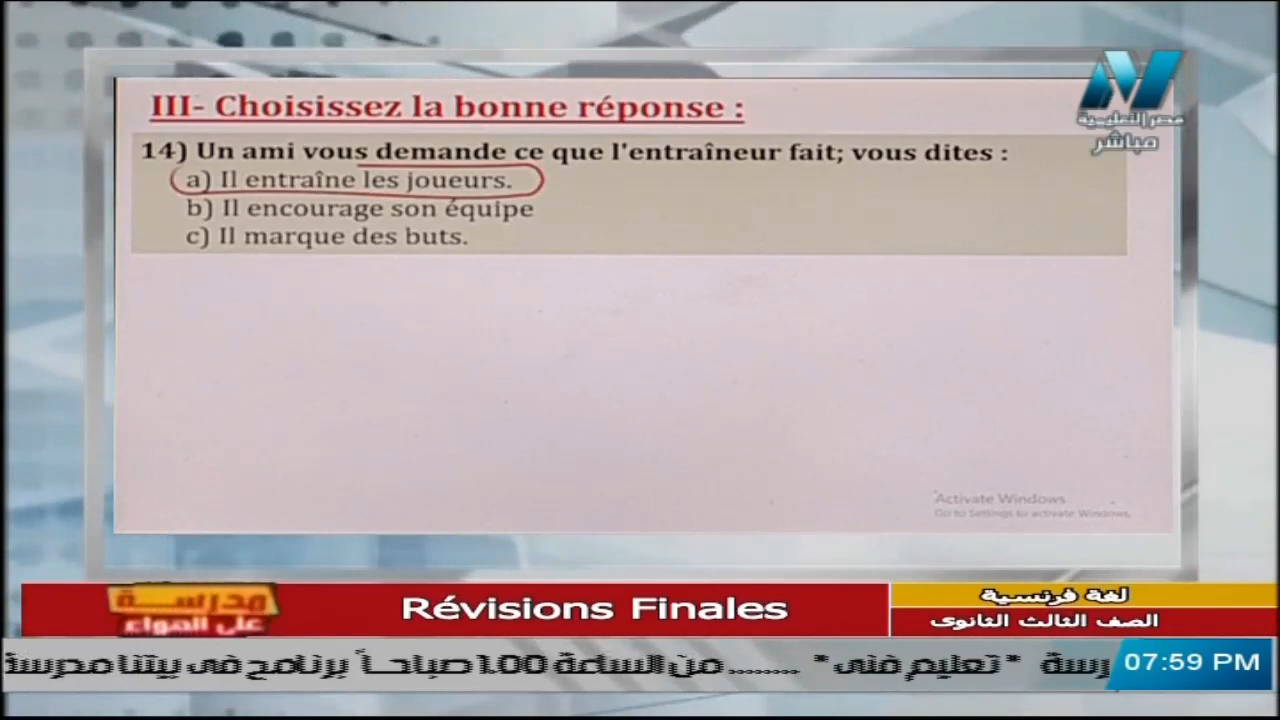 III- Choisissez la bonne réponse :
14) Un ami vous demande ce que l'entraîneur fait; vous dites :
a) Il entraîne les joueurs.
b) Il encourage son équipe
c) Il marque des buts.
مصر التعليمية
مباشر
Activate Windows
Go to Settings to activate Windows.
مدرسة
على الهواء
Révisions Finales
لغة فرنسية
الصف الثالث الثانوى
رسة * تعليم فنى * ........ من الساعة 1.00 صباحاً برنامج فى بيتنا مدرسة
07:59 PM